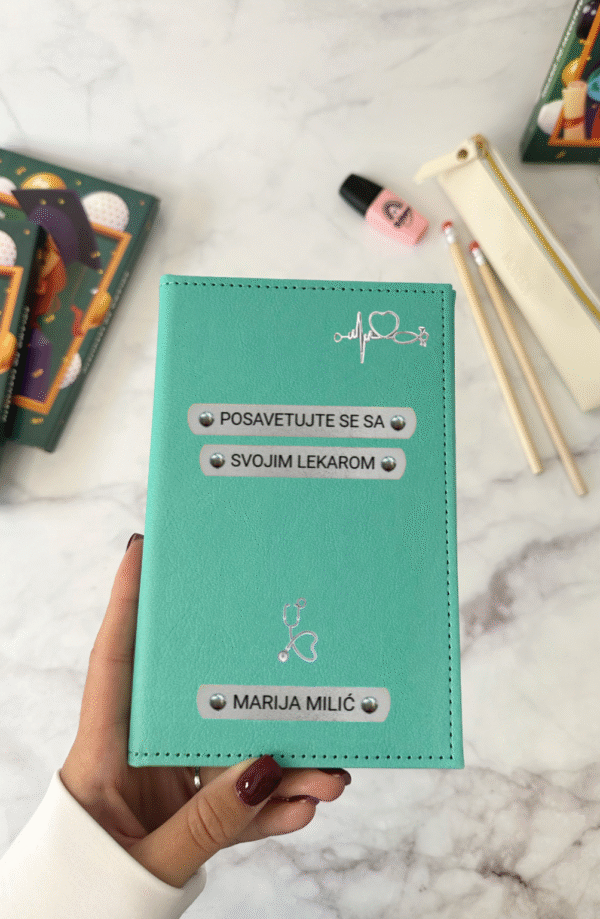 POSAVETUJTE SE SA
SVOJIM LEKAROM
MARIJA MILIĆ